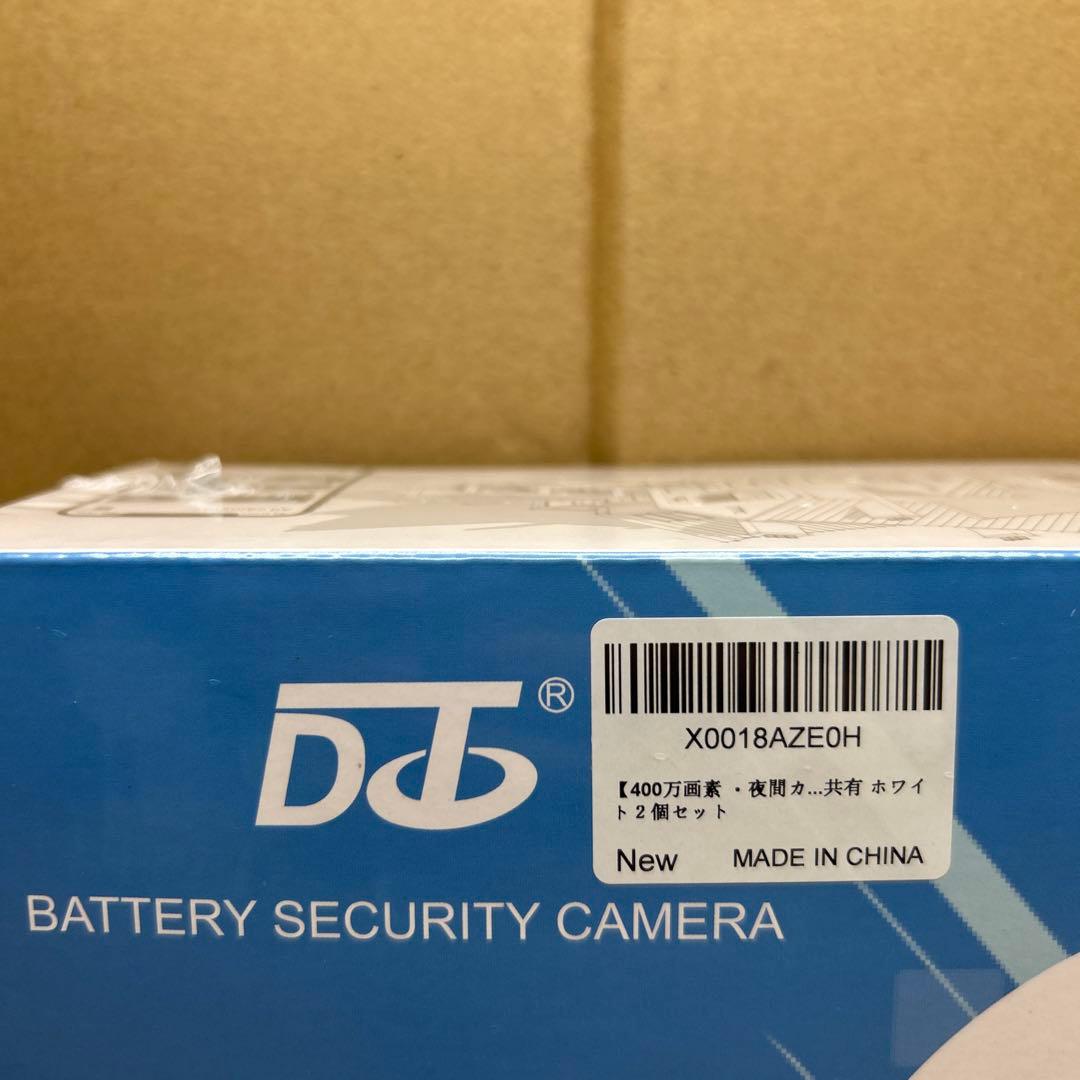 DT®
X0018AZE0H
【400万画素 ・夜間カ...共有 ホワイ
ト2個セット
New MADE IN CHINA
BATTERY SECURITY CAMERA